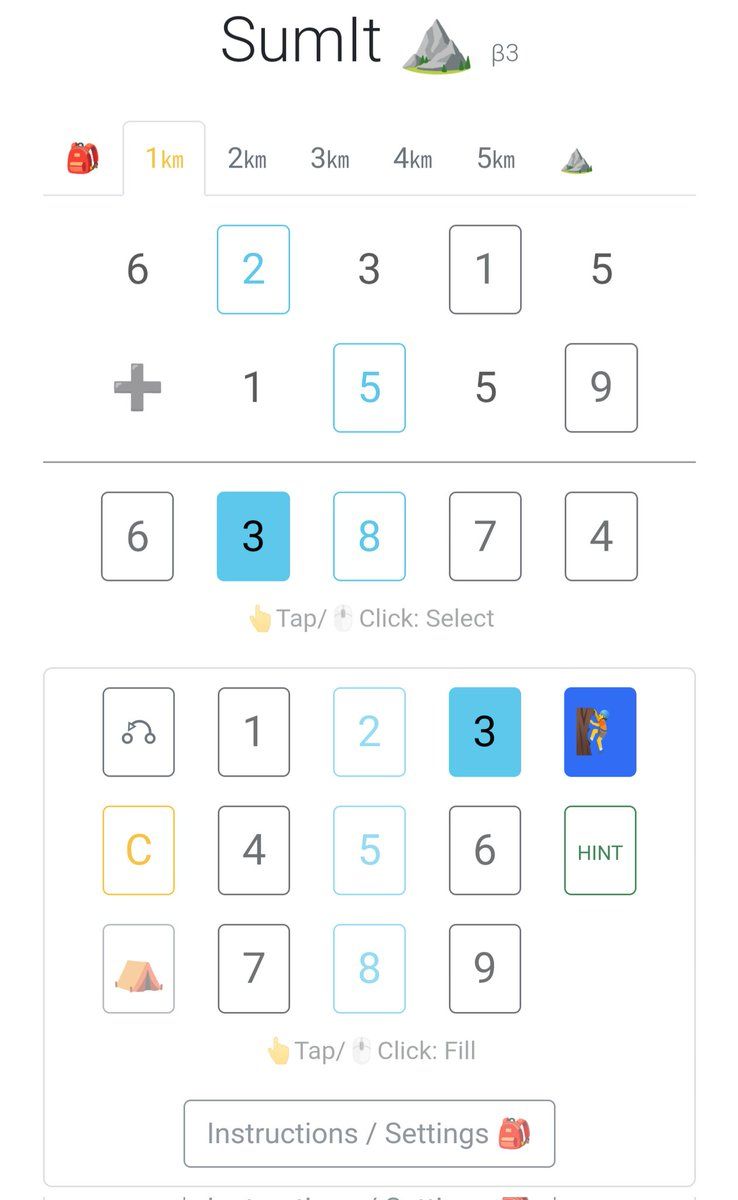 SumIt β3
1km 2km 3km 4km 5km
6 2 3 1 5
+ 1 5 5 9
6 3 8 7 4
Tap/ Click: Select
1 2 3
C 4 5 6 HINT
7 8 9
Tap/ Click: Fill
Instructions / Settings